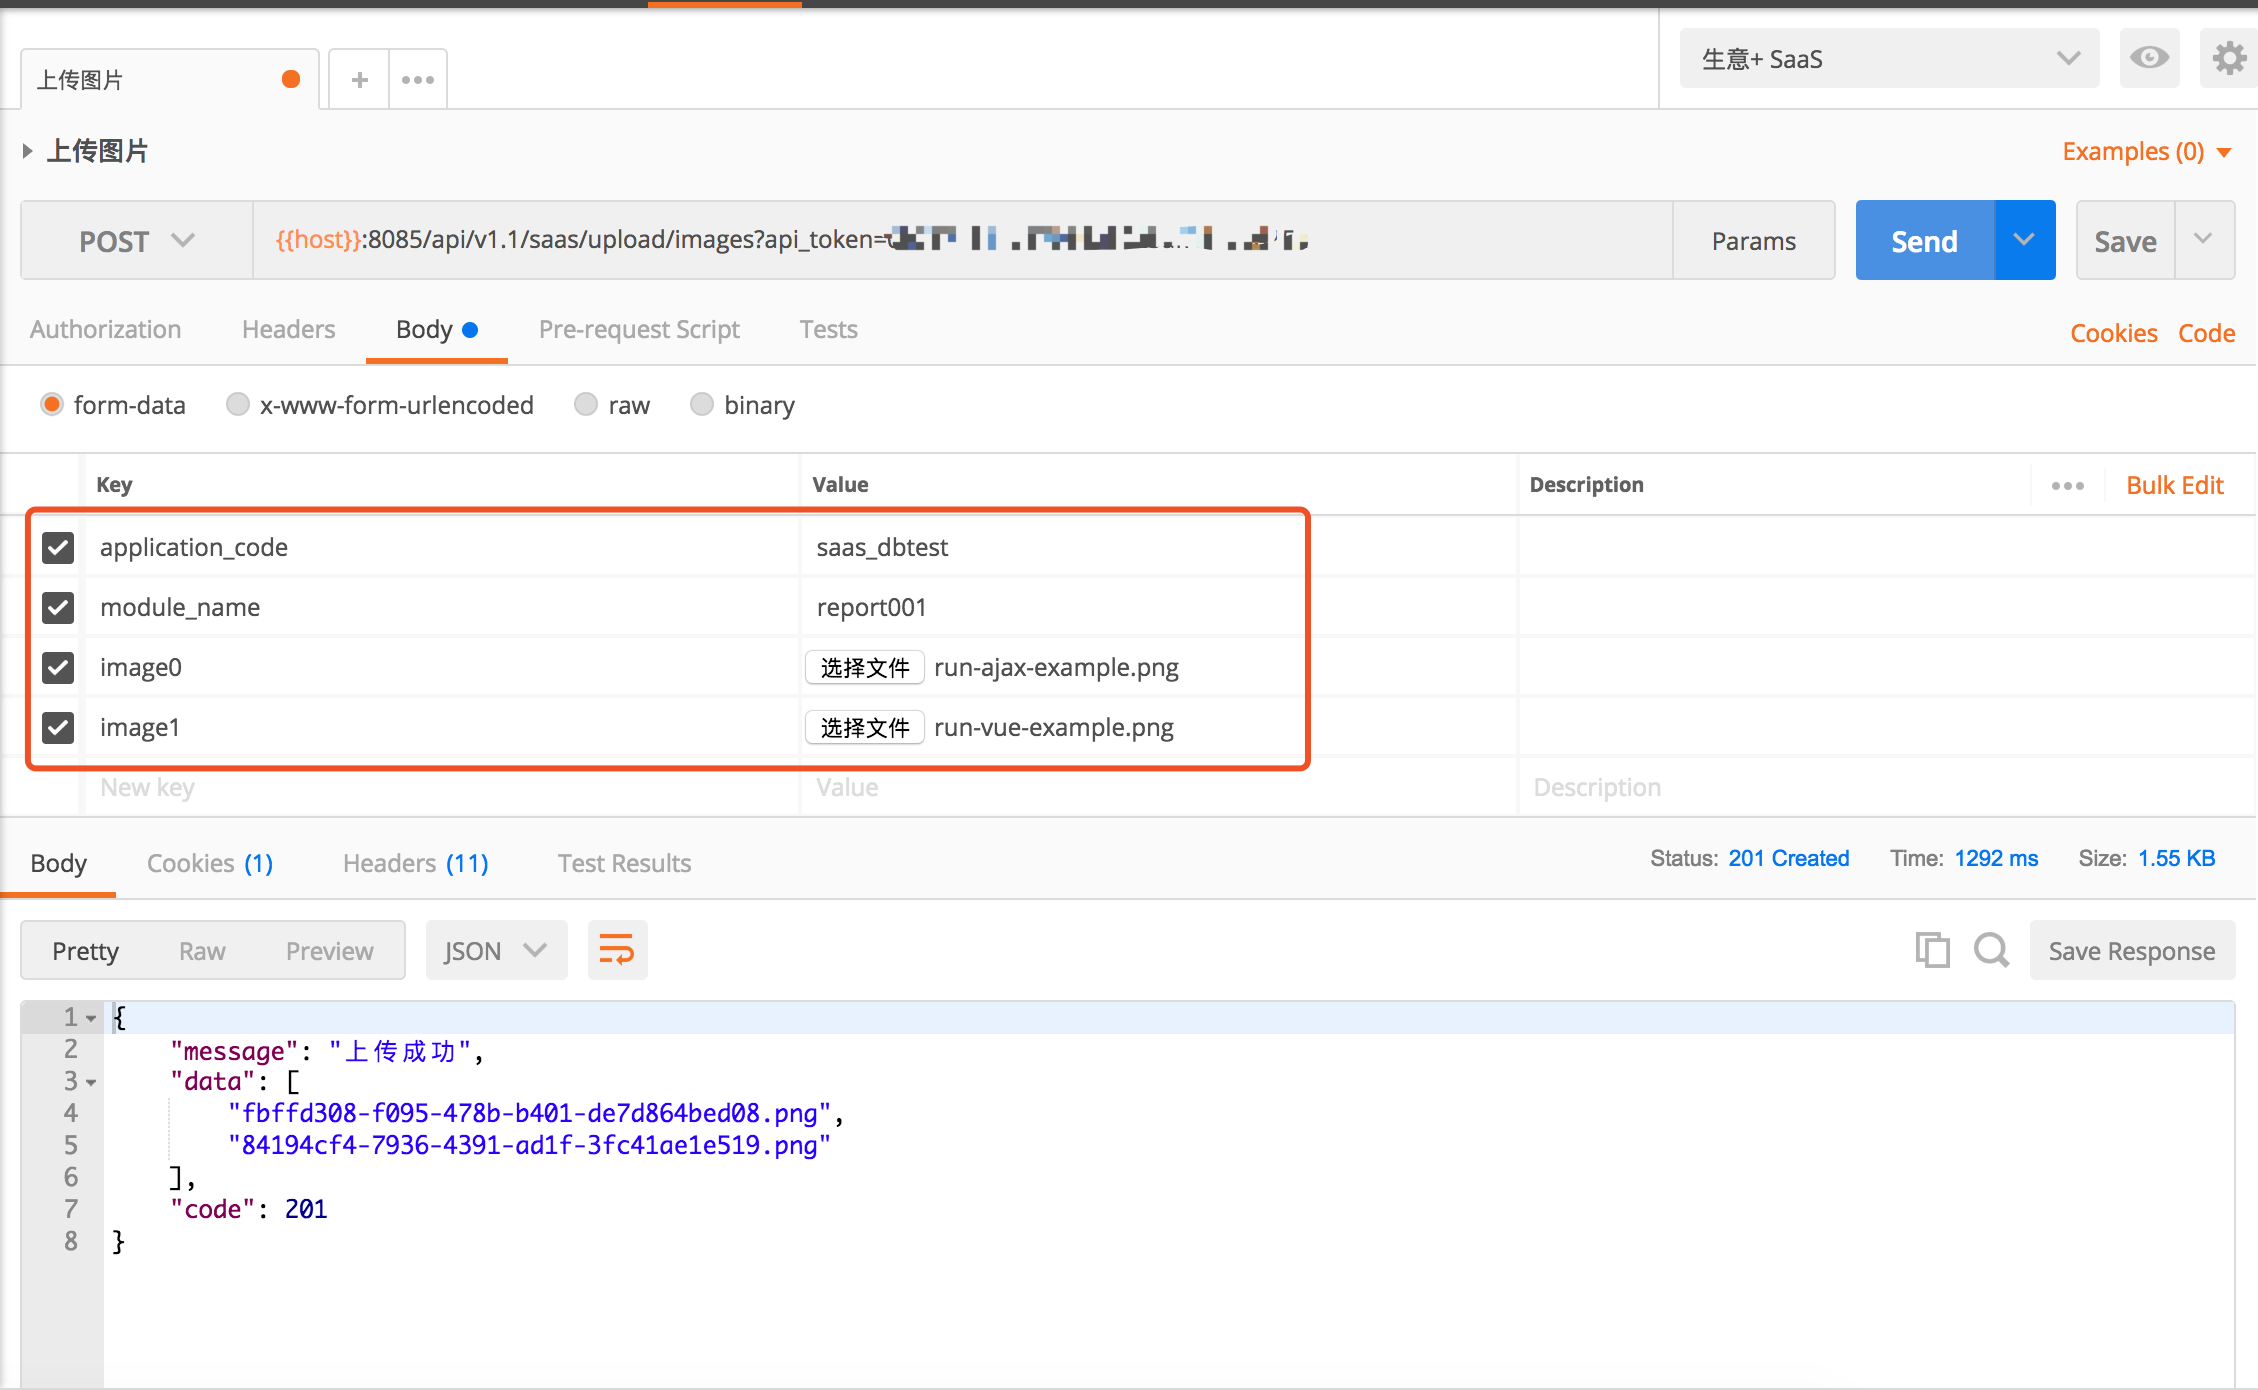 上传图片
生意+ SaaS
上传图片
Examples (0)
POST {{host}}:8085/api/v1.1/saas/upload/images?api_token= Params Send Save
Authorization Headers Body Pre-request Script Tests Cookies Code
form-data x-www-form-urlencoded raw binary
Key Value Description Bulk Edit
application_code saas_dbtest
module_name report001
image0 选择文件 run-ajax-example.png
image1 选择文件 run-vue-example.png
New key Value Description
Body Cookies (1) Headers (11) Test Results Status: 201 Created Time: 1292 ms Size: 1.55 KB
Pretty Raw Preview JSON Save Response
1 {
2 "message": "上传成功",
3 "data": [
4 "fbffd308-f095-478b-b401-de7d864bed08.png",
5 "84194cf4-7936-4391-ad1f-3fc41ae1e519.png"
6 ],
7 "code": 201
8 }